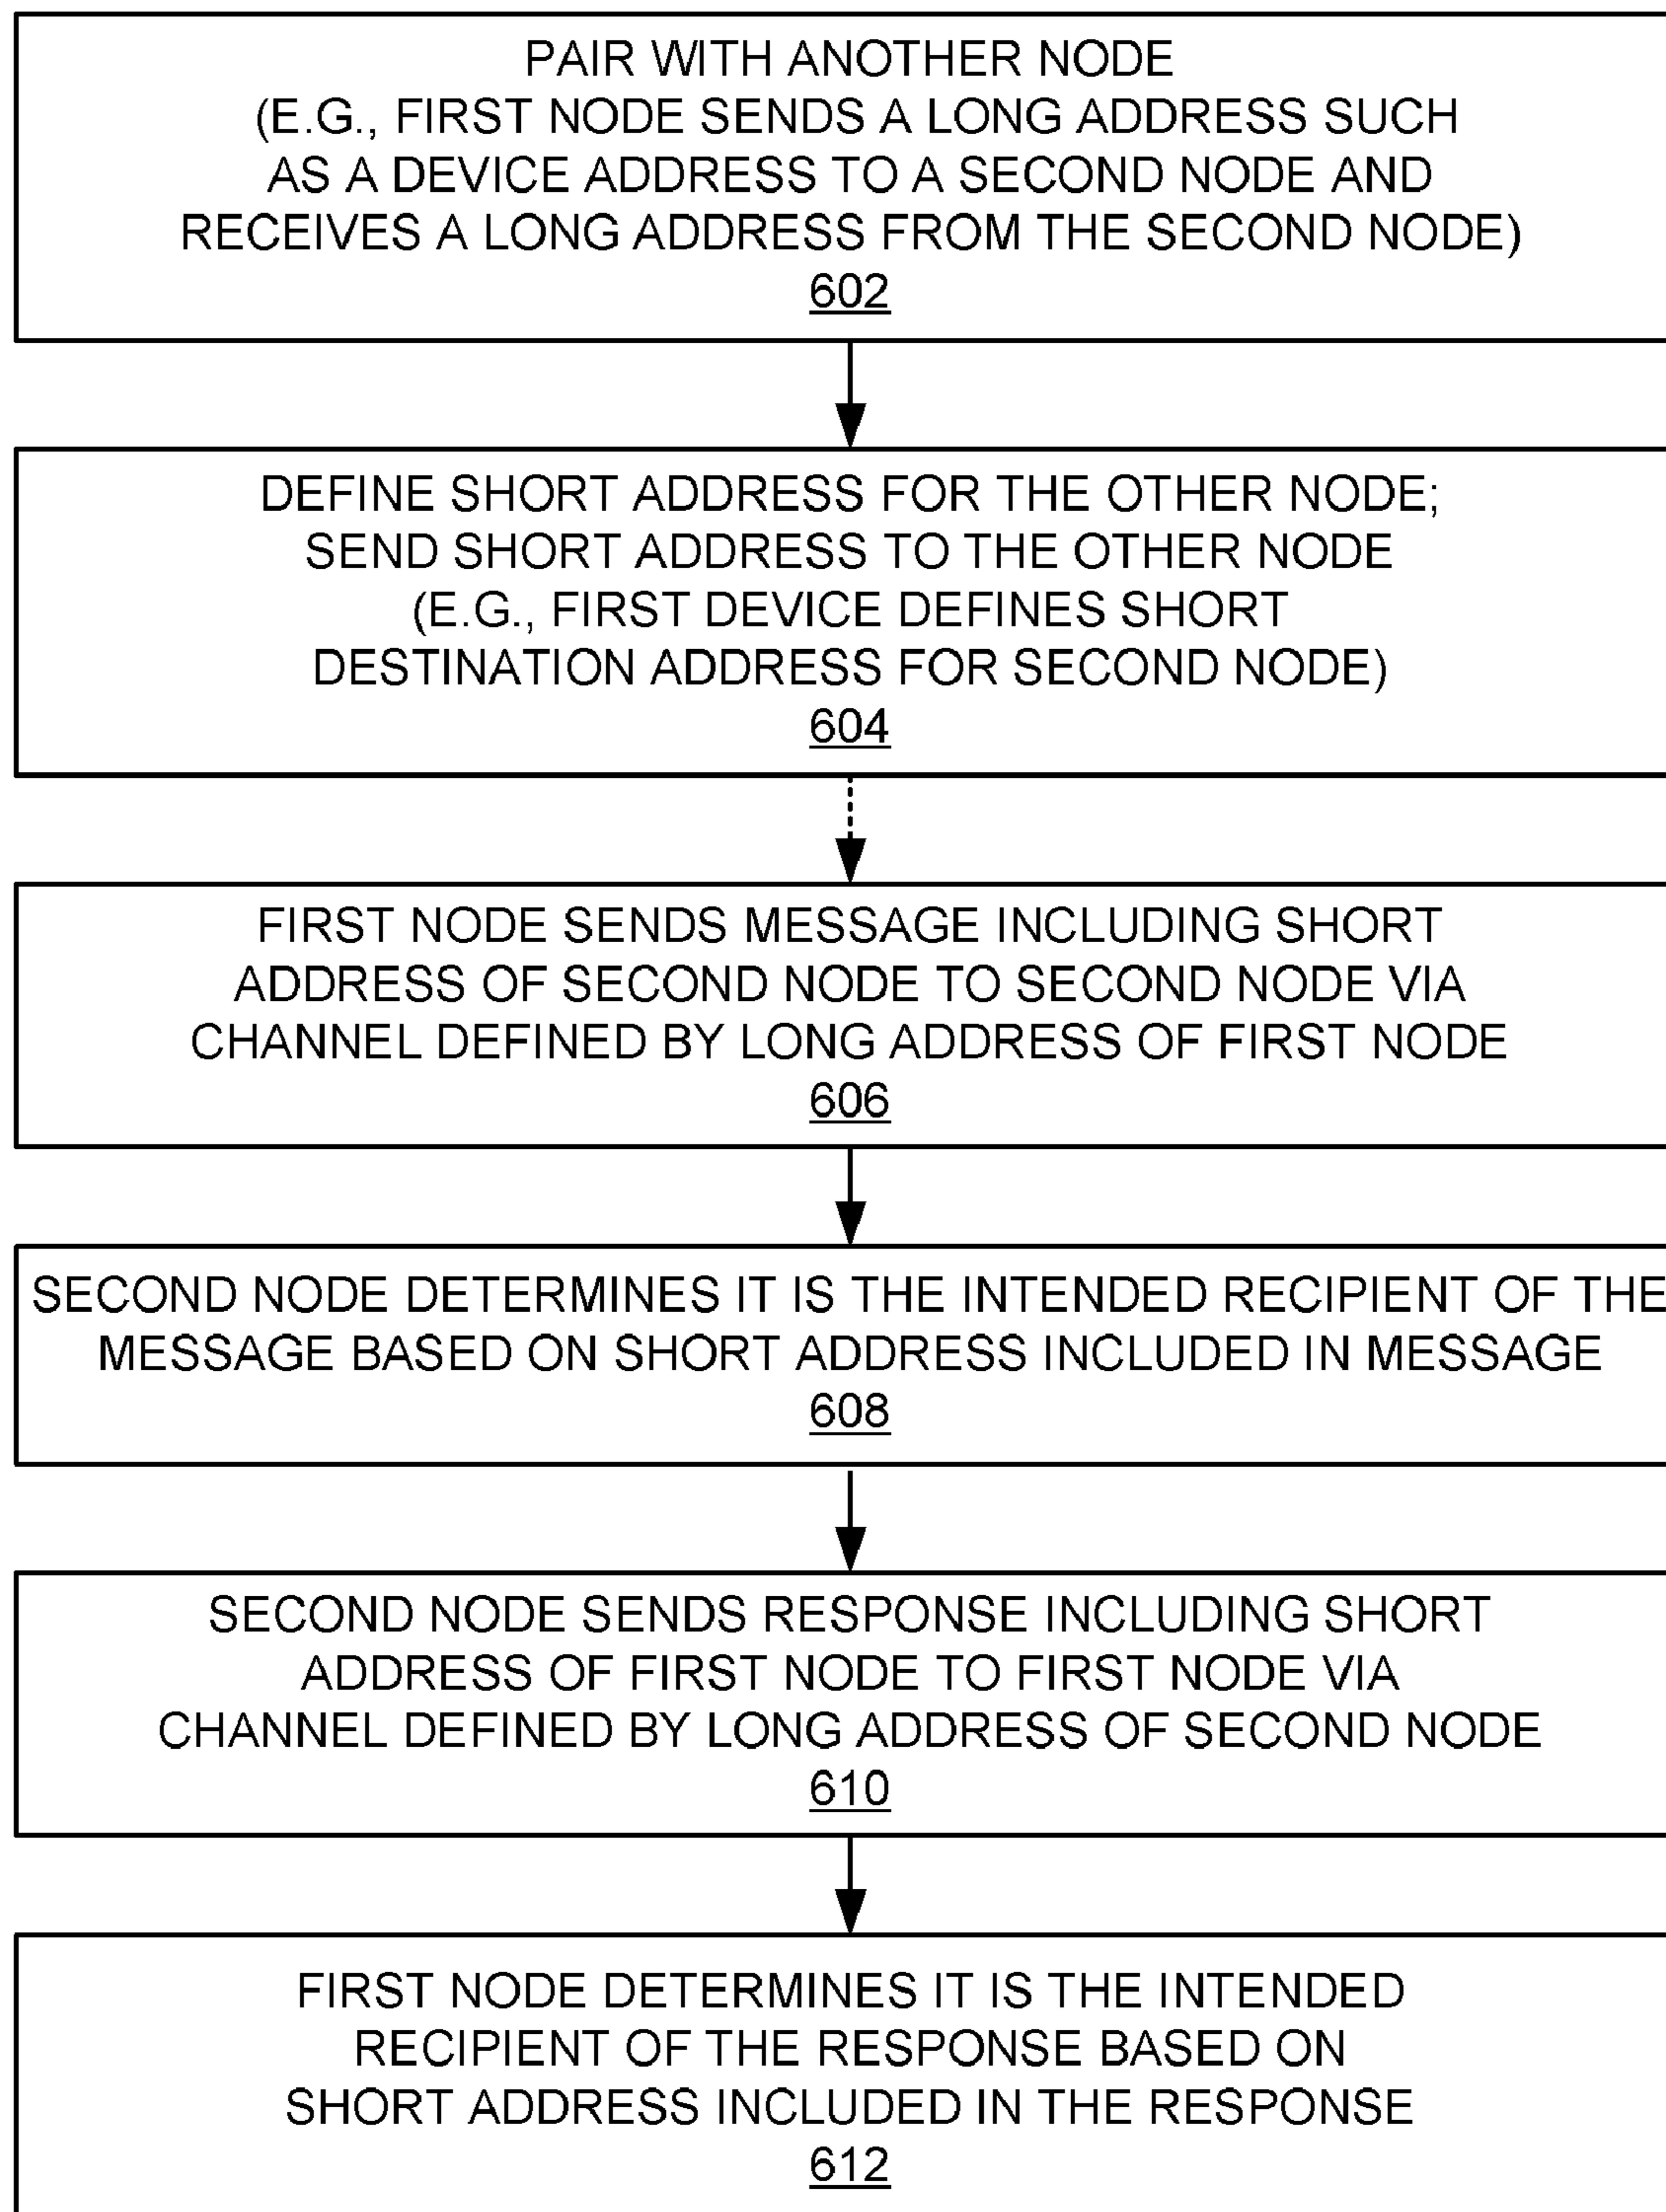 PAIR WITH ANOTHER NODE
(E.G., FIRST NODE SENDS A LONG ADDRESS SUCH
AS A DEVICE ADDRESS TO A SECOND NODE AND
RECEIVES A LONG ADDRESS FROM THE SECOND NODE)
602
DEFINE SHORT ADDRESS FOR THE OTHER NODE;
SEND SHORT ADDRESS TO THE OTHER NODE
(E.G., FIRST DEVICE DEFINES SHORT
DESTINATION ADDRESS FOR SECOND NODE)
604
FIRST NODE SENDS MESSAGE INCLUDING SHORT
ADDRESS OF SECOND NODE TO SECOND NODE VIA
CHANNEL DEFINED BY LONG ADDRESS OF FIRST NODE
606
SECOND NODE DETERMINES IT IS THE INTENDED RECIPIENT OF THE
MESSAGE BASED ON SHORT ADDRESS INCLUDED IN MESSAGE
608
SECOND NODE SENDS RESPONSE INCLUDING SHORT
ADDRESS OF FIRST NODE TO FIRST NODE VIA
CHANNEL DEFINED BY LONG ADDRESS OF SECOND NODE
610
FIRST NODE DETERMINES IT IS THE INTENDED
RECIPIENT OF THE RESPONSE BASED ON
SHORT ADDRESS INCLUDED IN THE RESPONSE
612